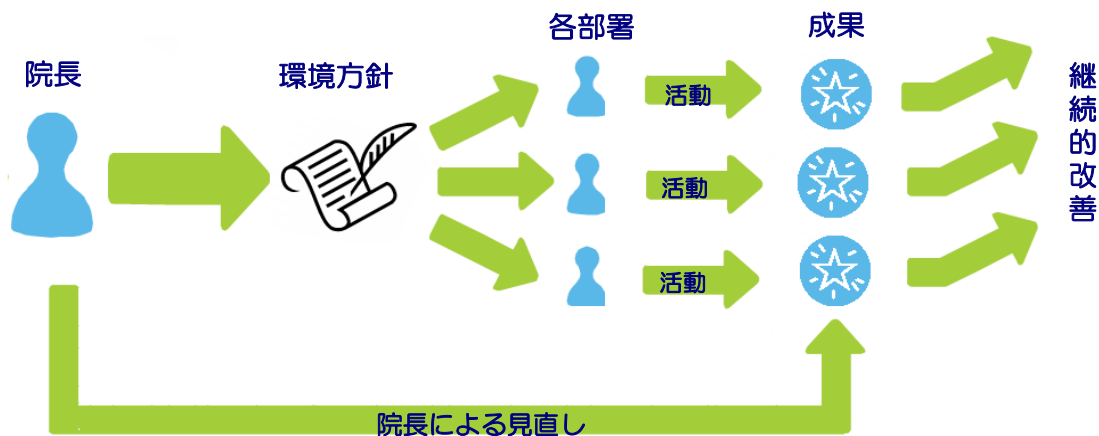 院長
環境方針
各部署
成果
活動
活動
活動
継続的改善
院長による見直し